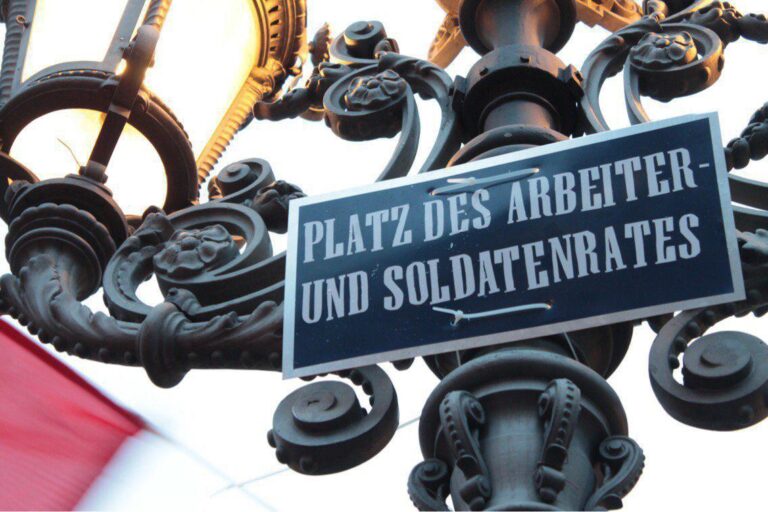 PLATZ DES ARBEITER-
UND SOLDATENRATES